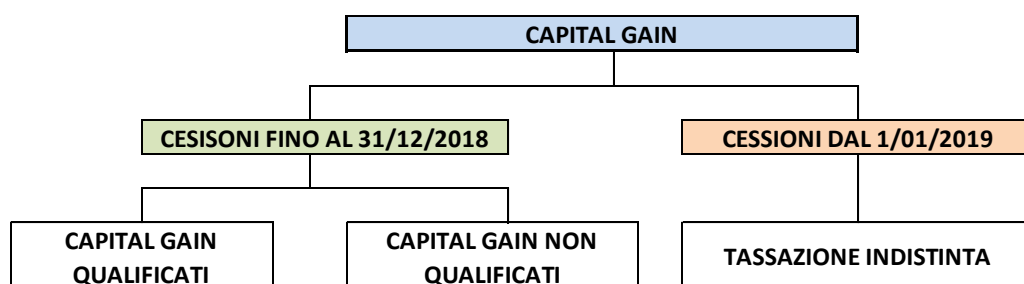 CAPITAL GAIN
CESISONI FINO AL 31/12/2018
CESSIONI DAL 1/01/2019
CAPITAL GAIN
QUALIFICATI
CAPITAL GAIN NON
QUALIFICATI
TASSAZIONE INDISTINTA